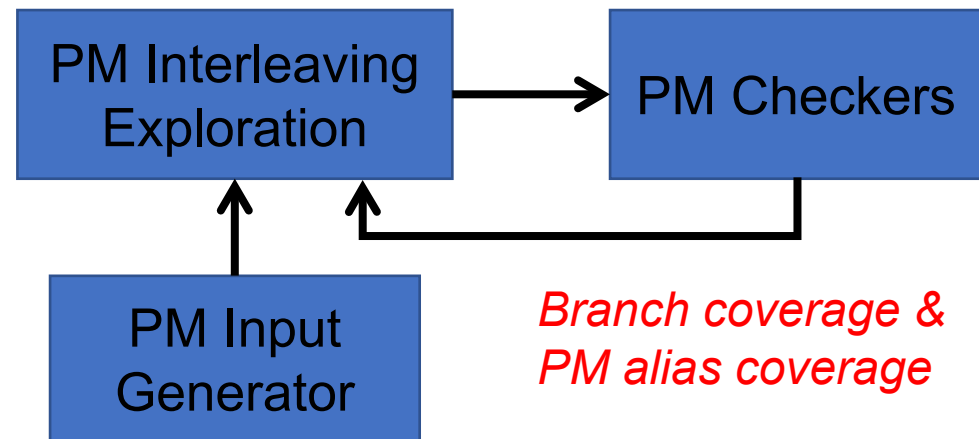 PM Interleaving
Exploration
PM Checkers
PM Input
Generator
Branch coverage &
PM alias coverage